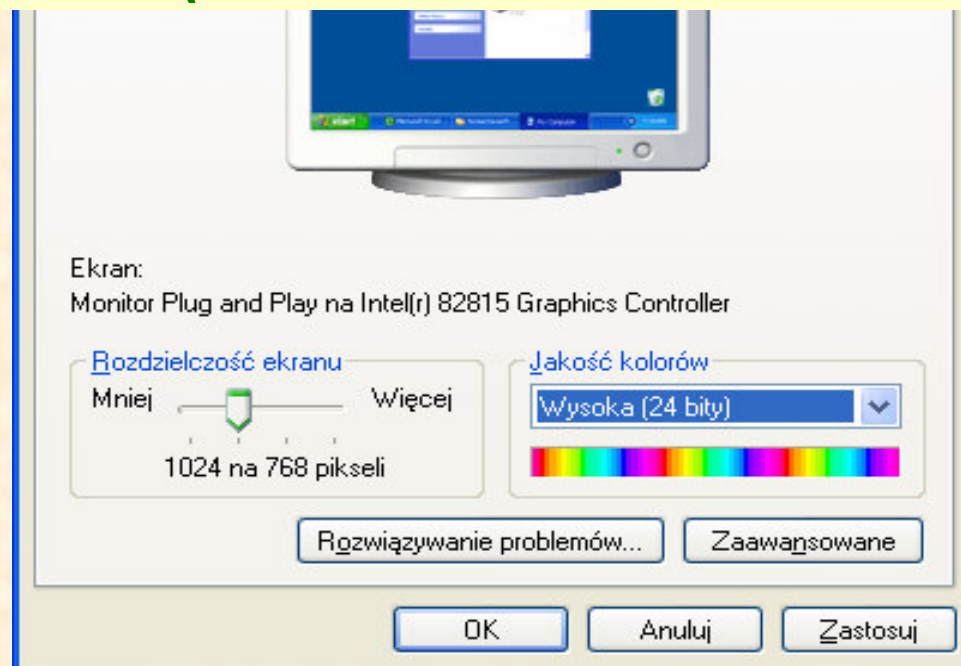 start
Ekran:
Monitor Plug and Play na Intel(r) 82815 Graphics Controller
Rozdzielczość ekranu
Mniej Więcej
1024 na 768 pikseli
Jakość kolorów
Wysoka (24 bity)
Rozwiązywanie problemów... Zaawansowane
OK Anuluj Zastosuj